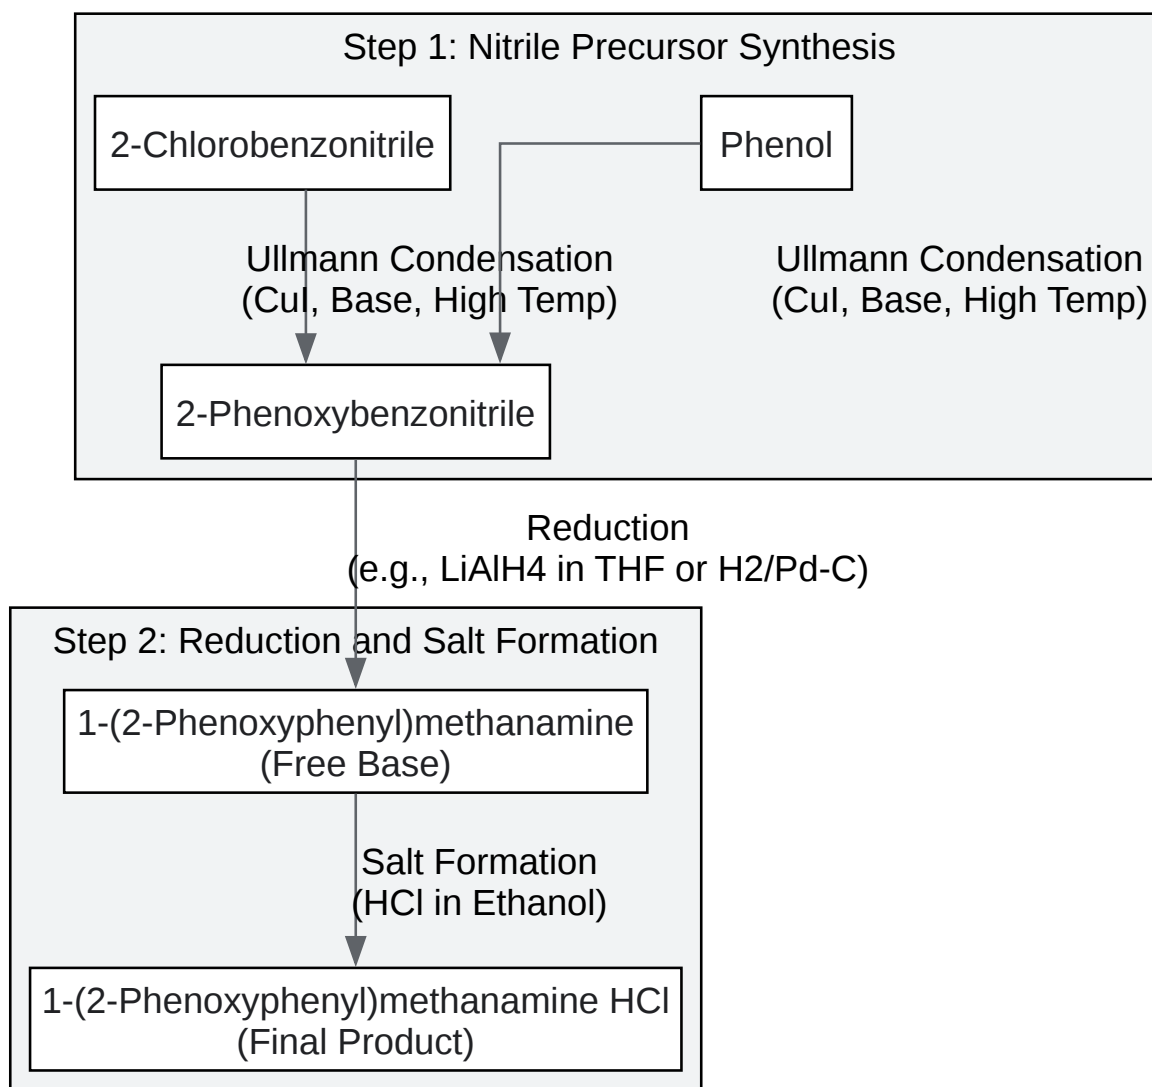 Step 1: Nitrile Precursor Synthesis
2-Chlorobenzonitrile
Phenol
Ullmann Condensation
(CuI, Base, High Temp)
Ullmann Condensation
(CuI, Base, High Temp)
2-Phenoxybenzonitrile
Reduction
(e.g., LiAlH4 in THF or H2/Pd-C)
Step 2: Reduction and Salt Formation
1-(2-Phenoxyphenyl)methanamine
(Free Base)
Salt Formation
(HCl in Ethanol)
1-(2-Phenoxyphenyl)methanamine HCl
(Final Product)